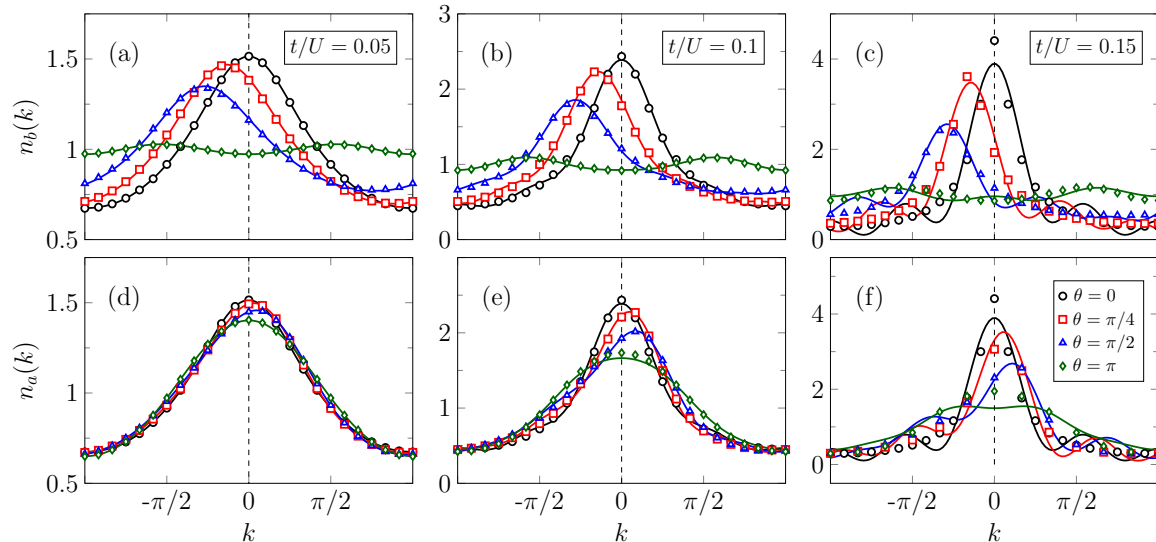 (a)
t/U = 0.05
1.5
1
0.5
n_b(k)
(b)
t/U = 0.1
3
2
1
0
(c)
t/U = 0.15
4
2
0
(d)
1.5
1
0.5
n_a(k)
-π/2
0
π/2
k
(e)
2
1
0
-π/2
0
π/2
k
(f)
4
2
0
θ = 0
θ = π/4
θ = π/2
θ = π
-π/2
0
π/2
k